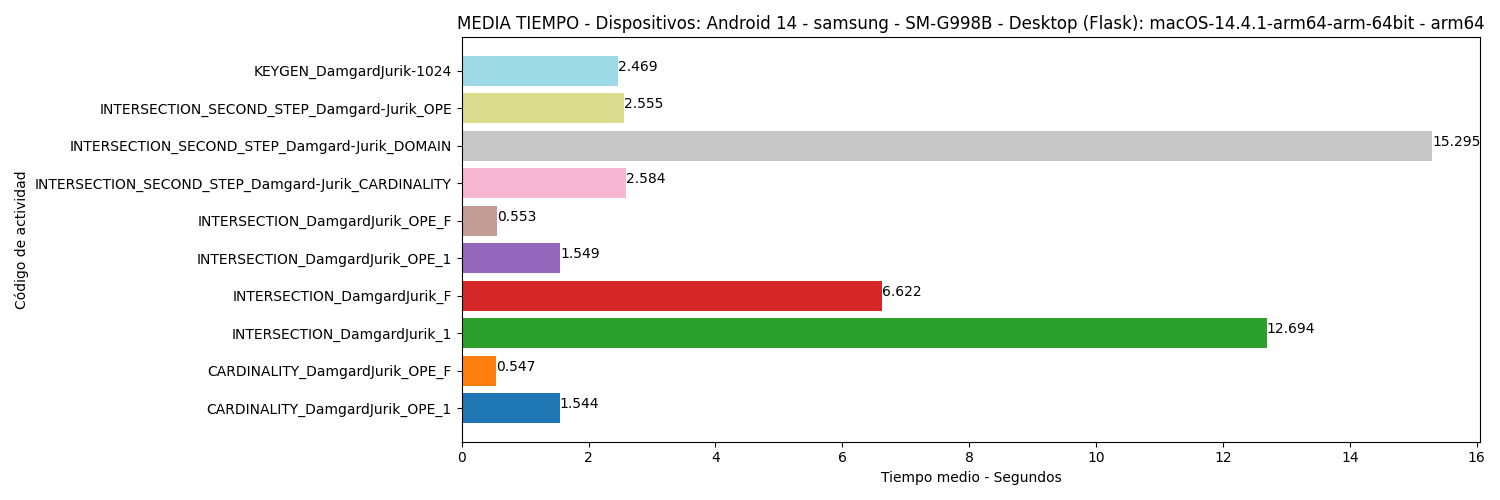 MEDIA TIEMPO - Dispositivos: Android 14 - samsung - SM-G998B - Desktop (Flask): macOS-14.4.1-arm64-arm-64bit - arm64
Código de actividad
KEYGEN_DamgardJurik-1024 2.469
INTERSECTION_SECOND_STEP_Damgard-Jurik_OPE 2.555
INTERSECTION_SECOND_STEP_Damgard-Jurik_DOMAIN 15.295
INTERSECTION_SECOND_STEP_Damgard-Jurik_CARDINALITY 2.584
INTERSECTION_DamgardJurik_OPE_F 0.553
INTERSECTION_DamgardJurik_OPE_1 1.549
INTERSECTION_DamgardJurik_F 6.622
INTERSECTION_DamgardJurik_1 12.694
CARDINALITY_DamgardJurik_OPE_F 0.547
CARDINALITY_DamgardJurik_OPE_1 1.544
0 2 4 6 8 10 12 14 16
Tiempo medio - Segundos